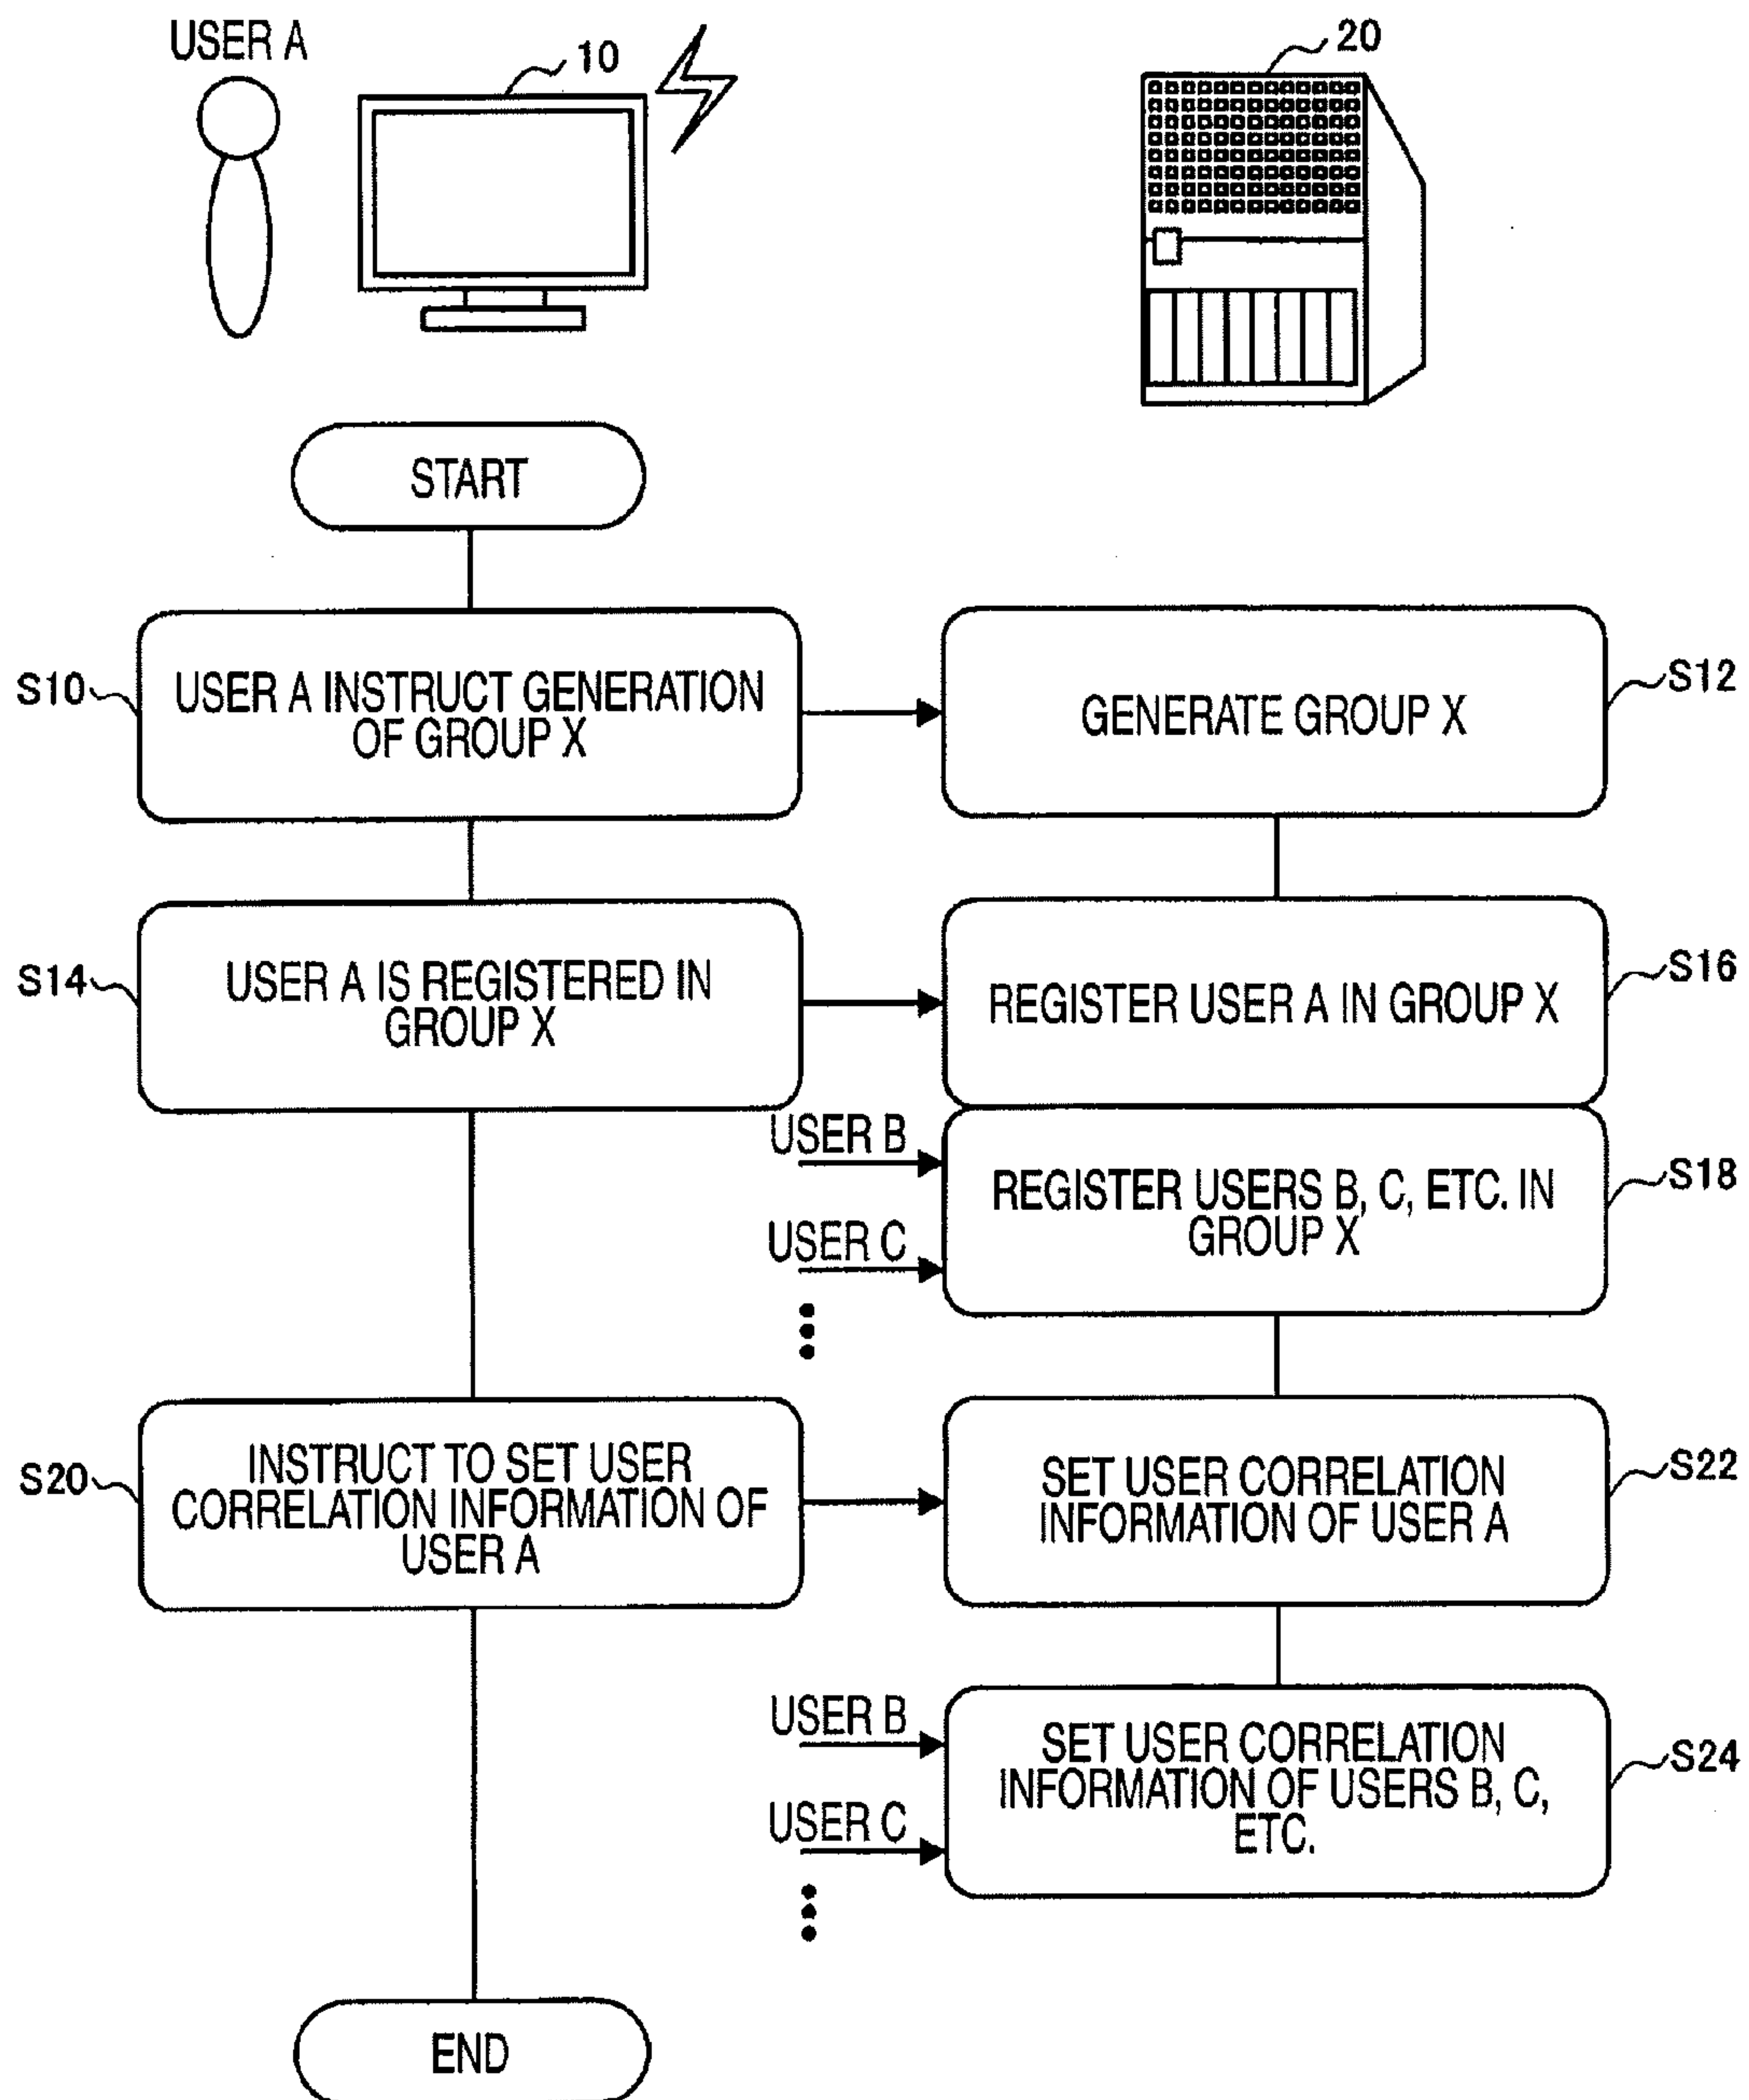 USER A
10
20
START
S10
USER A INSTRUCT GENERATION
OF GROUP X
GENERATE GROUP X
S12
S14
USER A IS REGISTERED IN
GROUP X
REGISTER USER A IN GROUP X
S16
USER B
USER C
REGISTER USERS B, C, ETC. IN
GROUP X
S18
S20
INSTRUCT TO SET USER
CORRELATION INFORMATION OF
USER A
SET USER CORRELATION
INFORMATION OF USER A
S22
USER B
USER C
SET USER CORRELATION
INFORMATION OF USERS B, C,
ETC.
S24
END